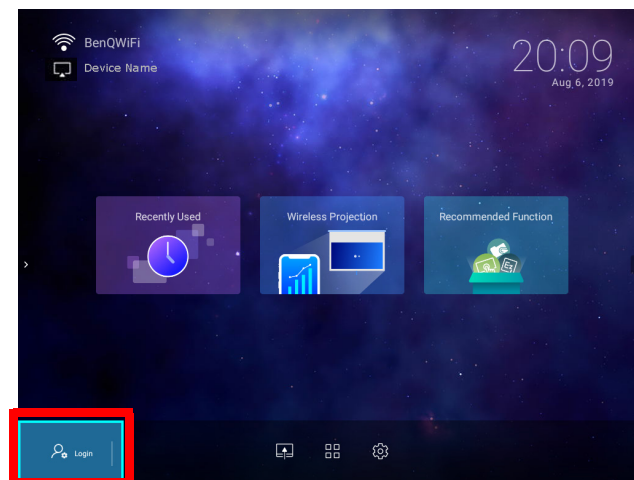 BenQWiFi
Device Name
20:09
Aug 6, 2019
Recently Used
Wireless Projection
Recommended Function
Login